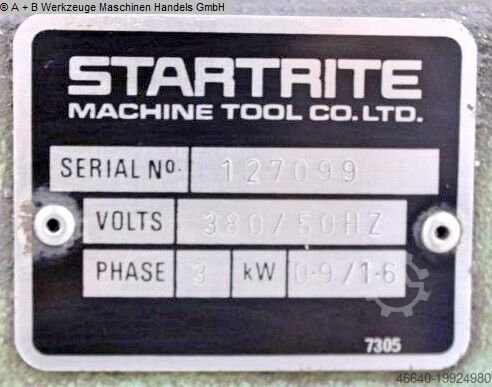 © A + B Werkzeuge Maschinen Handels GmbH
STARTRITE
MACHINE TOOL CO. LTD.
SERIAL Nº. 127099
VOLTS 380/50HZ
PHASE 3 kW 0·9/1·6
7305
46640-19924980